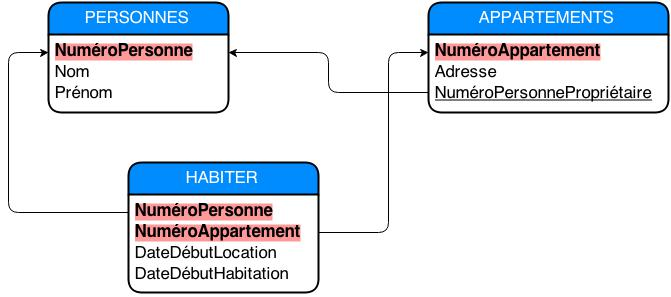 PERSONNES
NuméroPersonne
Nom
Prénom
APPARTEMENTS
NuméroAppartement
Adresse
NuméroPersonnePropriétaire
HABITER
NuméroPersonne
NuméroAppartement
DateDébutLocation
DateDébutHabitation